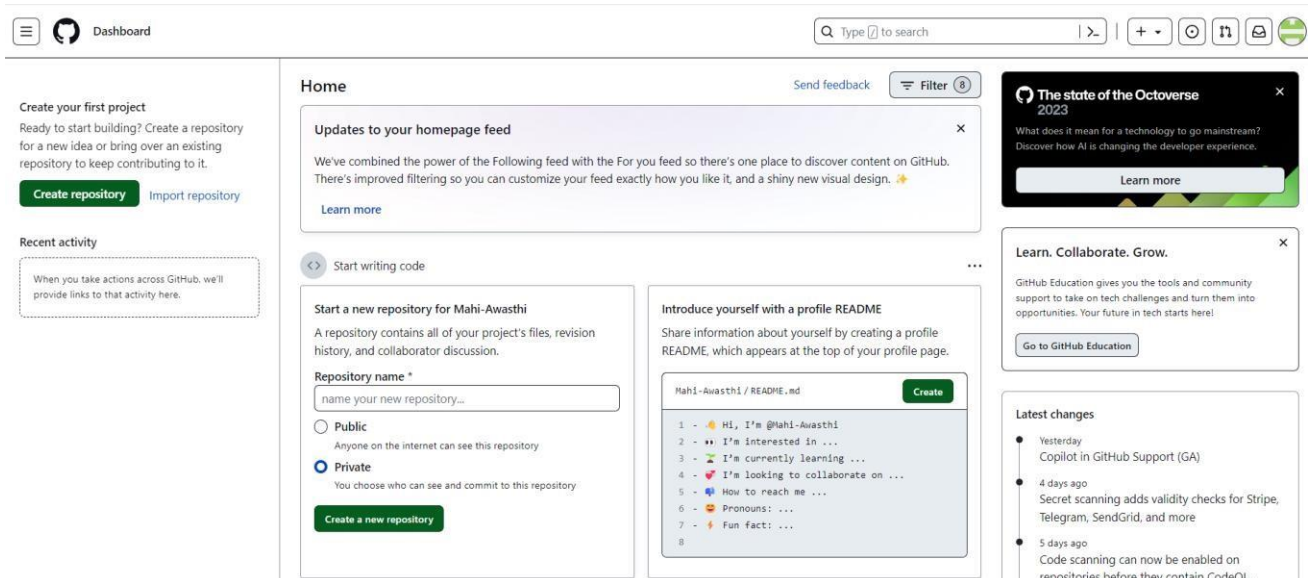 Dashboard
Type / to search
Create your first project
Ready to start building? Create a repository
for a new idea or bring over an existing
repository to keep contributing to it.
Create repository
Import repository
Recent activity
When you take actions across GitHub, we'll
provide links to that activity here.
Home
Send feedback
Filter 8
Updates to your homepage feed
We've combined the power of the Following feed with the For you feed so there's one place to discover content on GitHub.
There's improved filtering so you can customize your feed exactly how you like it, and a shiny new visual design. ✨
Learn more
Start writing code
Start a new repository for Mahi-Awasthi
A repository contains all of your project's files, revision
history, and collaborator discussion.
Repository name *
name your new repository...
Public
Anyone on the internet can see this repository
Private
You choose who can see and commit to this repository
Create a new repository
Introduce yourself with a profile README
Share information about yourself by creating a profile
README, which appears at the top of your profile page.
Mahi-Awasthi / README.md
Create
1 - 👋 Hi, I'm @Mahi-Awasthi
2 - 👀 I'm interested in ...
3 - 🌱 I'm currently learning ...
4 - 💞️ I'm looking to collaborate on ...
5 - 📫 How to reach me ...
6 - 😄 Pronouns: ...
7 - ⚡ Fun fact: ...
8
The state of the Octoverse
2023
What does it mean for a technology to go mainstream?
Discover how AI is changing the developer experience.
Learn more
Learn. Collaborate. Grow.
GitHub Education gives you the tools and community
support to take on tech challenges and turn them into
opportunities. Your future in tech starts here!
Go to GitHub Education
Latest changes
Yesterday
Copilot in GitHub Support (GA)
4 days ago
Secret scanning adds validity checks for Stripe,
Telegram, SendGrid, and more
5 days ago
Code scanning can now be enabled on
repositories before they contain CodeQL